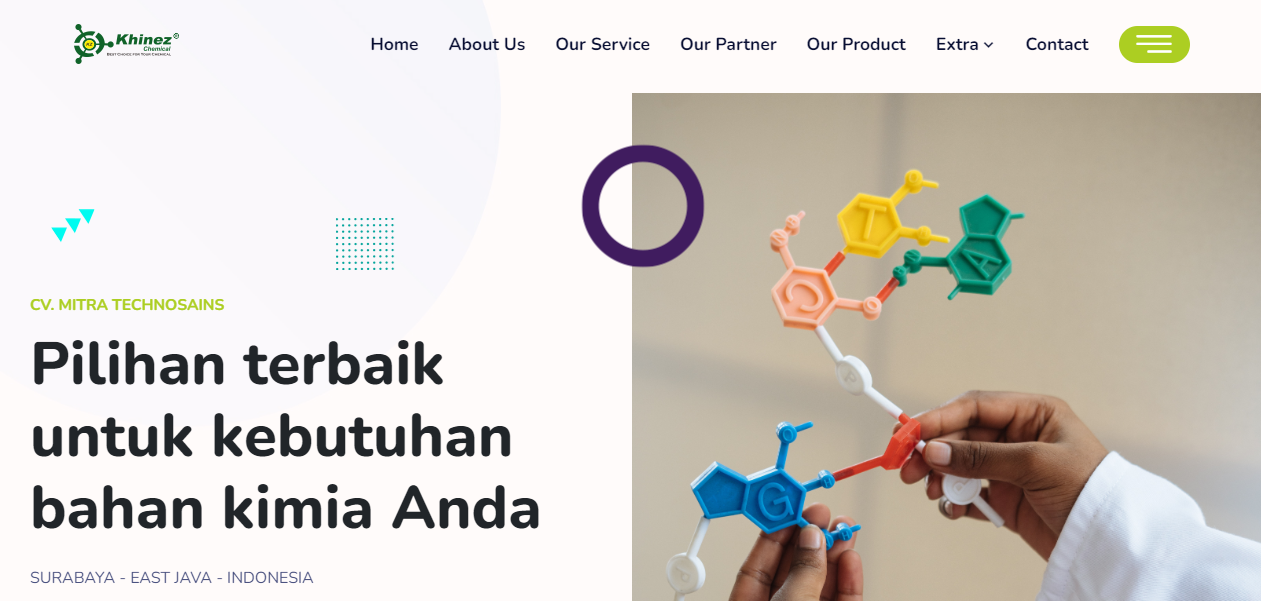 Khinez®
Chemical
BEST CHOICE FOR YOUR CHEMICAL
Home
About Us
Our Service
Our Partner
Our Product
Extra
Contact
CV. MITRA TECHNOSAINS
Pilihan terbaik
untuk kebutuhan
bahan kimia Anda
SURABAYA - EAST JAVA - INDONESIA
T
A
C
P
G